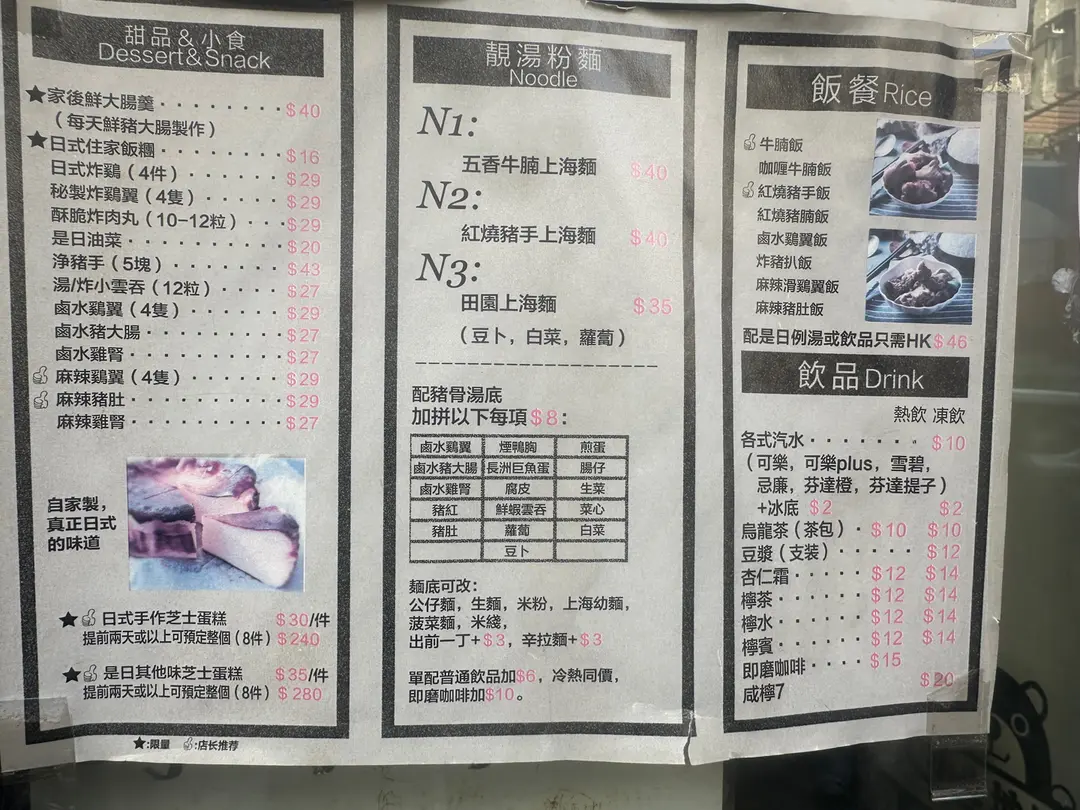 甜品&小食
Dessert&Snack
★家後鮮大腸羹 · · · · · · · · $40
（每天鮮豬大腸製作）
★日式住家飯糰 · · · · · · · · $16
日式炸鷄（4件）· · · · · · · $29
秘製炸鷄翼（4隻）· · · · · · $29
酥脆炸肉丸（10-12粒）· · · $29
是日油菜 · · · · · · · · · · $20
净豬手（5塊）· · · · · · · · $43
湯/炸小雲吞（12粒）· · · · · $27
鹵水鷄翼（4隻）· · · · · · · $29
鹵水豬大腸 · · · · · · · · · $27
鹵水雞腎 · · · · · · · · · · $27
麻辣鷄翼（4隻）· · · · · · · $29
麻辣豬肚 · · · · · · · · · · $29
麻辣雞腎 · · · · · · · · · · $27
自家製，
真正日式
的味道
★ 日式手作芝士蛋糕 $30/件
提前兩天或以上可預定整個（8件）$240
★ 是日其他味芝士蛋糕 $35/件
提前两天或以上可預定整個（8件）$280
★:限量 :店长推荐
靚湯粉麵
Noodle
N1:
五香牛腩上海麵 $40
N2:
紅燒豬手上海麵 $40
N3:
田園上海麵 $35
（豆卜，白菜，蘿蔔）
配豬骨湯底
加拼以下每項$8：
鹵水鷄翼 煙鴨胸 煎蛋
鹵水豬大腸 長洲巨魚蛋 腸仔
鹵水雞腎 腐皮 生菜
豬紅 鮮蝦雲吞 菜心
豬肚 蘿蔔 白菜
豆卜
麵底可改：
公仔麵，生麵，米粉，上海幼麵，
菠菜麵，米綫，
出前一丁+$3，辛拉麵+$3
單配普通飲品加$6，冷熱同價，
即磨咖啡加$10。
飯餐Rice
牛腩飯
咖喱牛腩飯
紅燒豬手飯
紅燒豬腩飯
鹵水鷄翼飯
炸豬扒飯
麻辣滑鷄翼飯
麻辣豬肚飯
配是日例湯或飲品只需HK$46
飲品Drink
熱飲 凍飲
各式汽水 · · · · · · · · $10
（可樂，可樂plus，雪碧，
忌廉，芬達橙，芬達提子）
+冰底 $2 $2
烏龍茶（茶包）· $10 $10
豆漿（支装）· · · · · · $12
杏仁霜 · · · · · $12 $14
檸茶 · · · · · · $12 $14
檸水 · · · · · · $12 $14
檸賓 · · · · · · $12 $14
即磨咖啡 · · · · $15
咸檸7 $20